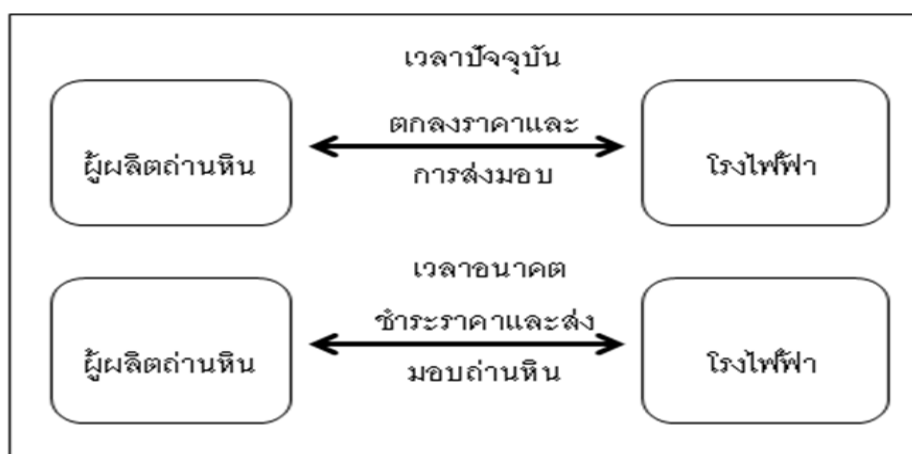 เวลาปัจจุบัน
ผู้ผลิตถ่านหิน
ตกลงราคาและ
การส่งมอบ
โรงไฟฟ้า
เวลาอนาคต
ผู้ผลิตถ่านหิน
ชำระราคาและส่ง
มอบถ่านหิน
โรงไฟฟ้า